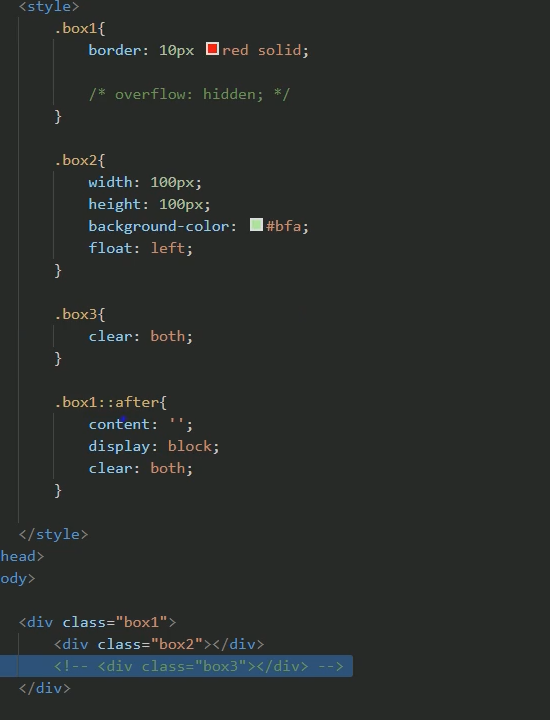 <style>
.box1{
border: 10px red solid;
/* overflow: hidden; */
}
.box2{
width: 100px;
height: 100px;
background-color: #bfa;
float: left;
}
.box3{
clear: both;
}
.box1::after{
content: '';
display: block;
clear: both;
}
</style>
head>
ody>
<div class="box1">
<div class="box2"></div>
<!-- <div class="box3"></div> -->
</div>